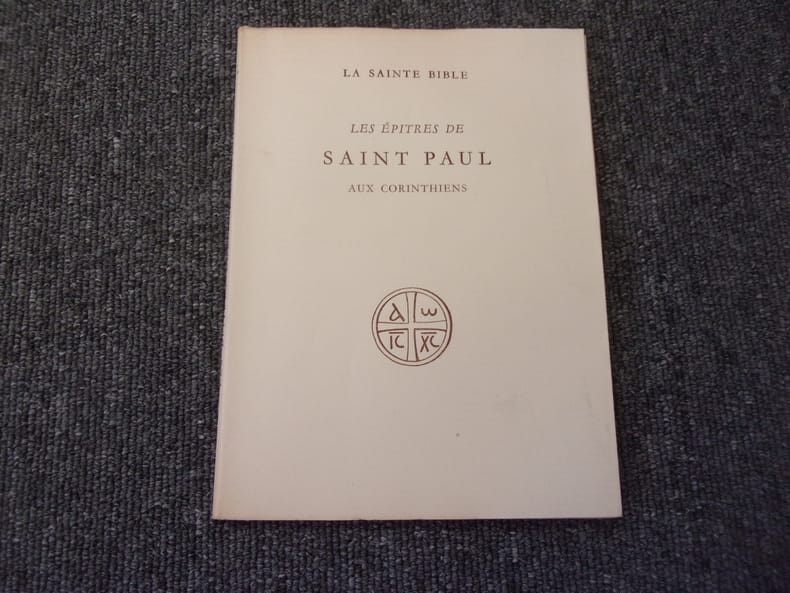 LA SAINTE BIBLE
LES ÉPITRES DE
SAINT PAUL
AUX CORINTHIENS
α ω
IC XC